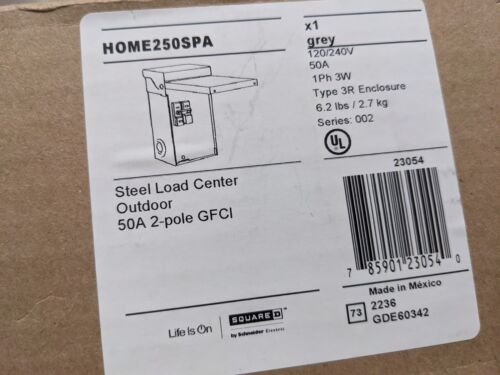 HOME250SPA
Steel Load Center
Outdoor
50A 2-pole GFCI
x1
grey
120/240V
50A
1Ph 3W
Type 3R Enclosure
6.2 lbs / 2.7 kg
Series: 002
UL
23054
7 85901 23054 0
Made in México
73 2236
GDE60342
Life Is On
SQUARE D
by Schneider Electric